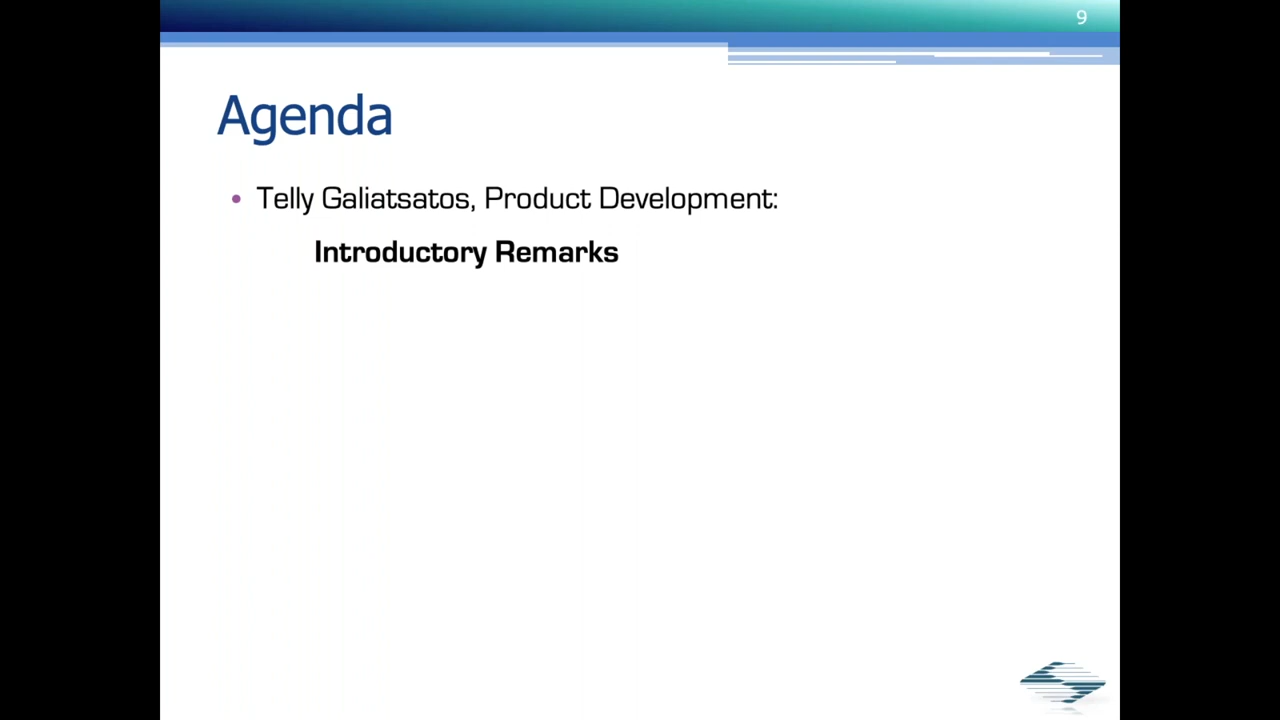 9
Agenda
• Telly Galiatsatos, Product Development:
Introductory Remarks